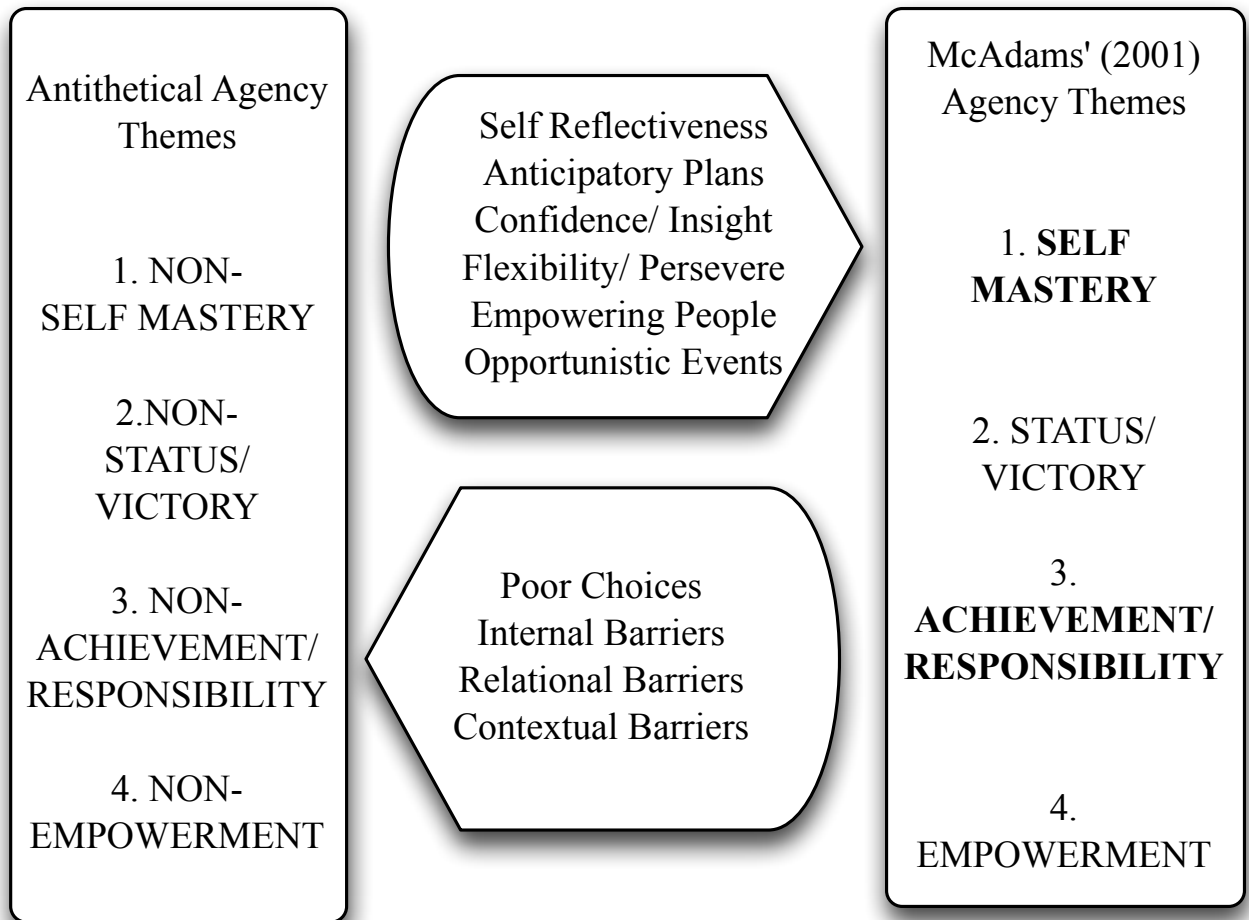 Antithetical Agency
Themes
1. NON-
SELF MASTERY
2.NON-
STATUS/
VICTORY
3. NON-
ACHIEVEMENT/
RESPONSIBILITY
4. NON-
EMPOWERMENT
Self Reflectiveness
Anticipatory Plans
Confidence/ Insight
Flexibility/ Persevere
Empowering People
Opportunistic Events
Poor Choices
Internal Barriers
Relational Barriers
Contextual Barriers
McAdams' (2001)
Agency Themes
1. SELF
MASTERY
2. STATUS/
VICTORY
3.
ACHIEVEMENT/
RESPONSIBILITY
4.
EMPOWERMENT